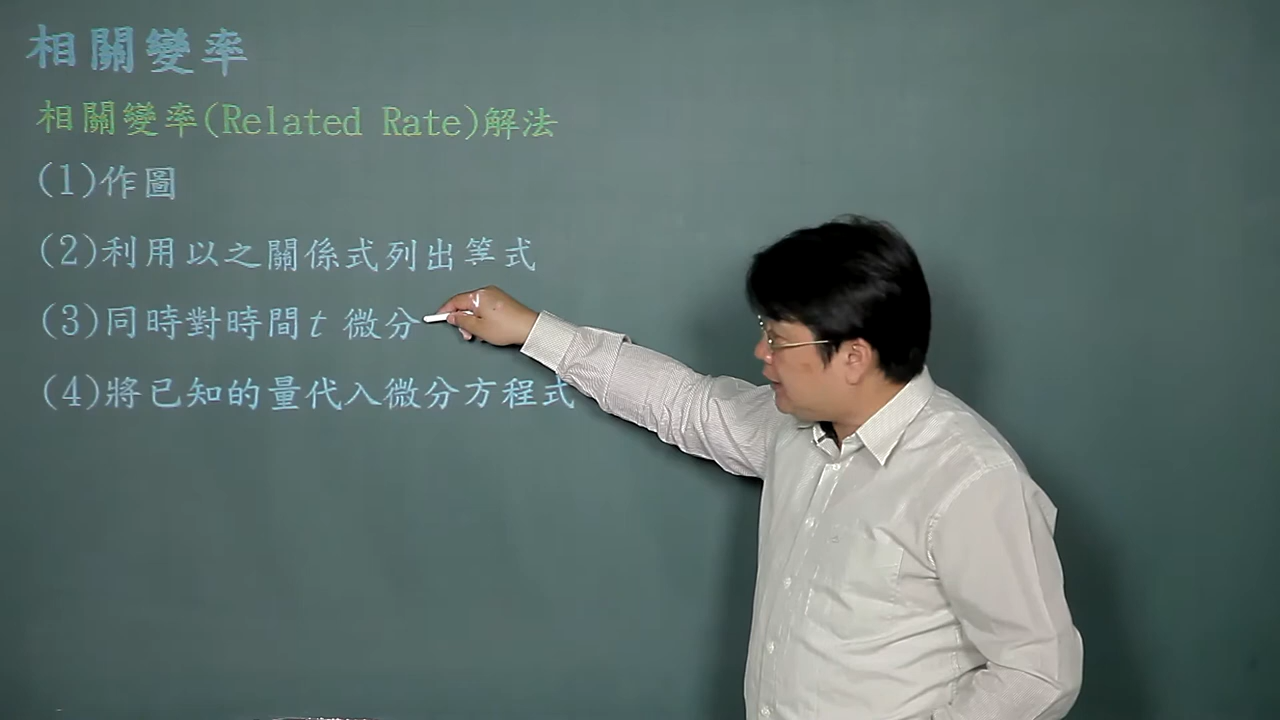 相關變率
相關變率(Related Rate)解法
(1)作圖
(2)利用以之關係式列出等式
(3)同時對時間t 微分
(4)將已知的量代入微分方程式